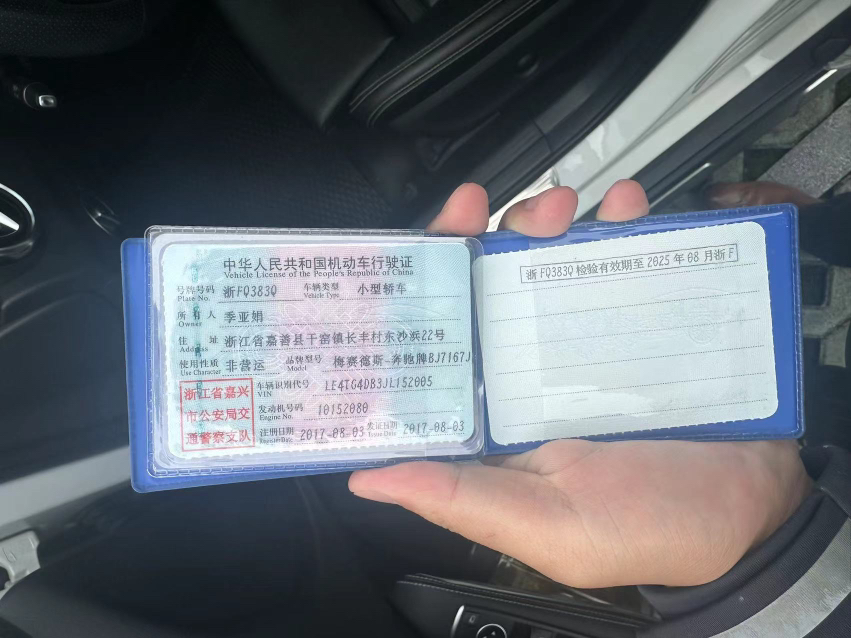 中华人民共和国机动车行驶证
Vehicle License of the People's Republic of China
号牌号码 浙FQ383Q 车辆类型 小型轿车
Plate No. Vehicle Type
所有人 季亚娟
Owner
住址 浙江省嘉善县干窑镇长丰村东沙浜22号
Address
使用性质 非营运 品牌型号 梅赛德斯-奔驰牌BJ7167J
Use Character Model
浙江省嘉兴
市公安局交
通警察支队
车辆识别代号 LE4TG4DB3JL152005
VIN
发动机号码 10152080
Engine No.
注册日期 2017-08-03 发证日期 2017-08-03
Register Date Issue Date
浙FQ383Q 检验有效期至 2025年08月浙F